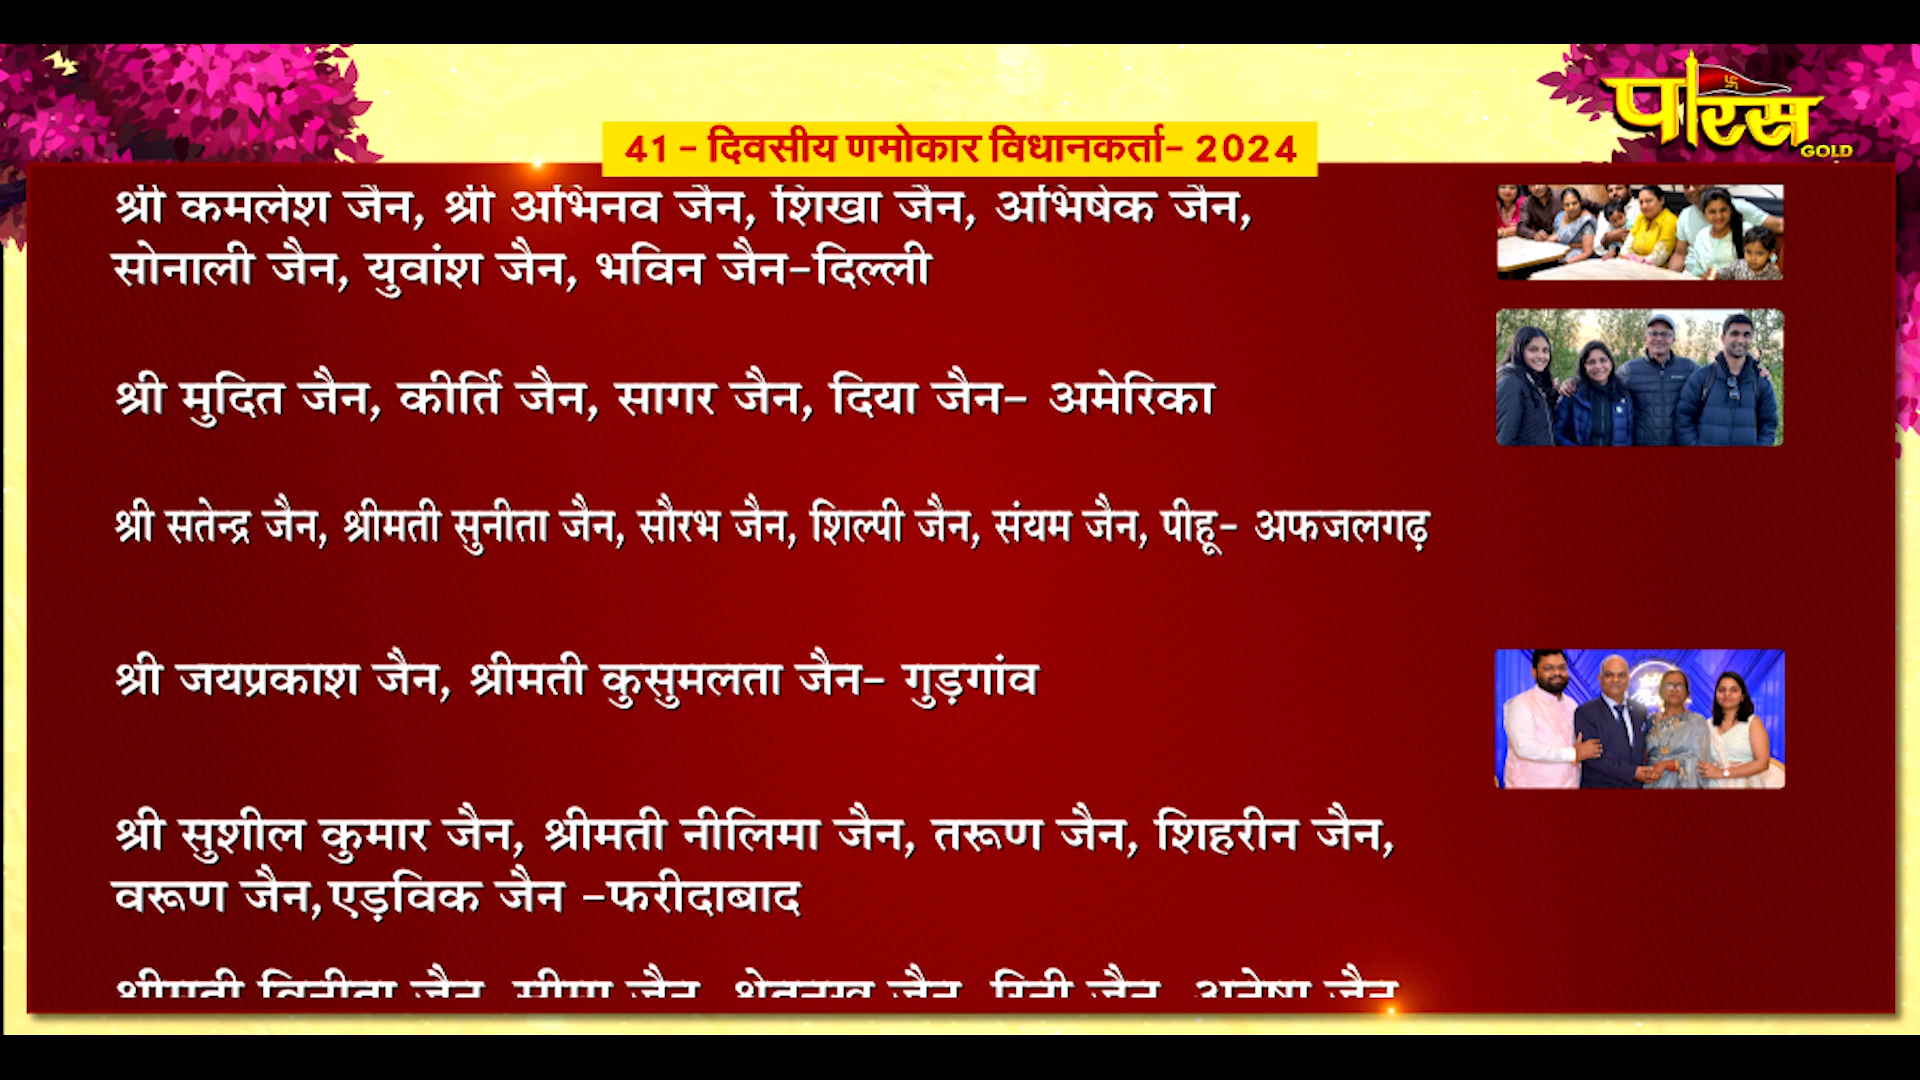 पारस
GOLD
41 - दिवसीय णमोकार विधानकर्ता- 2024
श्री कमलेश जैन, श्री अभिनव जैन, शिखा जैन, अभिषेक जैन,
सोनाली जैन, युवांश जैन, भविन जैन-दिल्ली
श्री मुदित जैन, कीर्ति जैन, सागर जैन, दिया जैन- अमेरिका
श्री सतेन्द्र जैन, श्रीमती सुनीता जैन, सौरभ जैन, शिल्पी जैन, संयम जैन, पीहू- अफजलगढ़
श्री जयप्रकाश जैन, श्रीमती कुसुमलता जैन- गुड़गांव
श्री सुशील कुमार जैन, श्रीमती नीलिमा जैन, तरूण जैन, शिहरीन जैन,
वरूण जैन, एड़विक जैन -फरीदाबाद
श्रीमती विनीता जैन, सीमा जैन, जैन, जैन, जैन